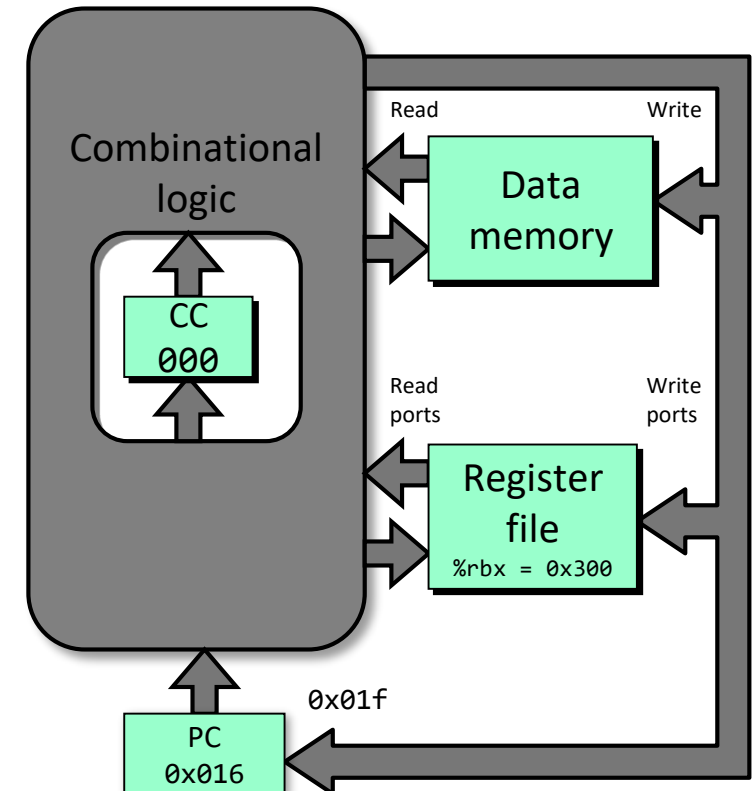 Combinational
logic
CC
000
Read
Write
Data
memory
Read
ports
Write
ports
Register
file
%rbx = 0x300
0x01f
PC
0x016